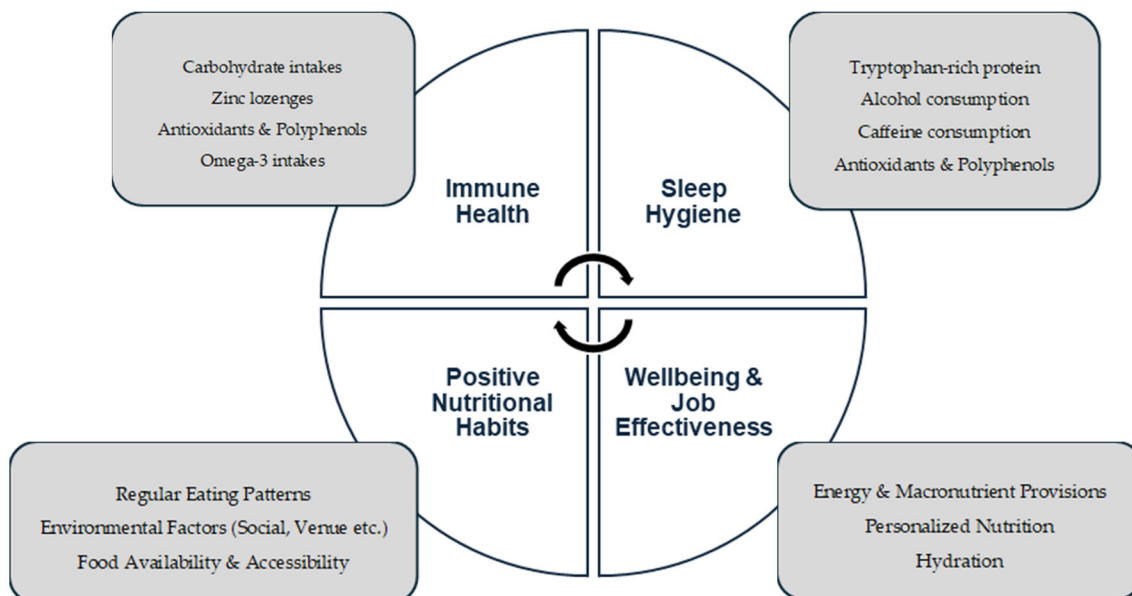 Carbohydrate intakes
Zinc lozenges
Antioxidants & Polyphenols
Omega-3 intakes
Tryptophan-rich protein
Alcohol consumption
Caffeine consumption
Antioxidants & Polyphenols
Immune
Health
Sleep
Hygiene
Positive
Nutritional
Habits
Wellbeing &
Job
Effectiveness
Regular Eating Patterns
Environmental Factors (Social, Venue etc.)
Food Availability & Accessibility
Energy & Macronutrient Provisions
Personalized Nutrition
Hydration